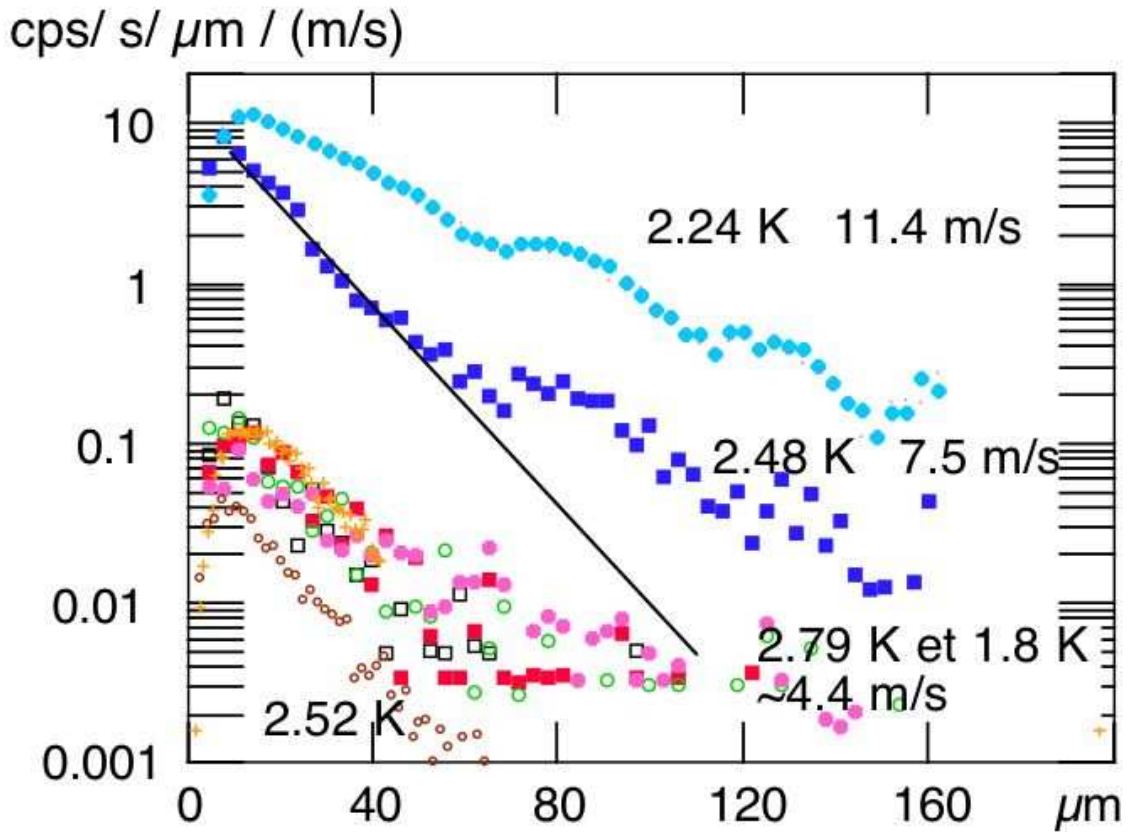 cps/ s/ µm / (m/s)
10
2.24 K 11.4 m/s
1
0.1
2.48 K 7.5 m/s
0.01
2.79 K et 1.8 K
~4.4 m/s
2.52 K
0.001
0 40 80 120 160 µm